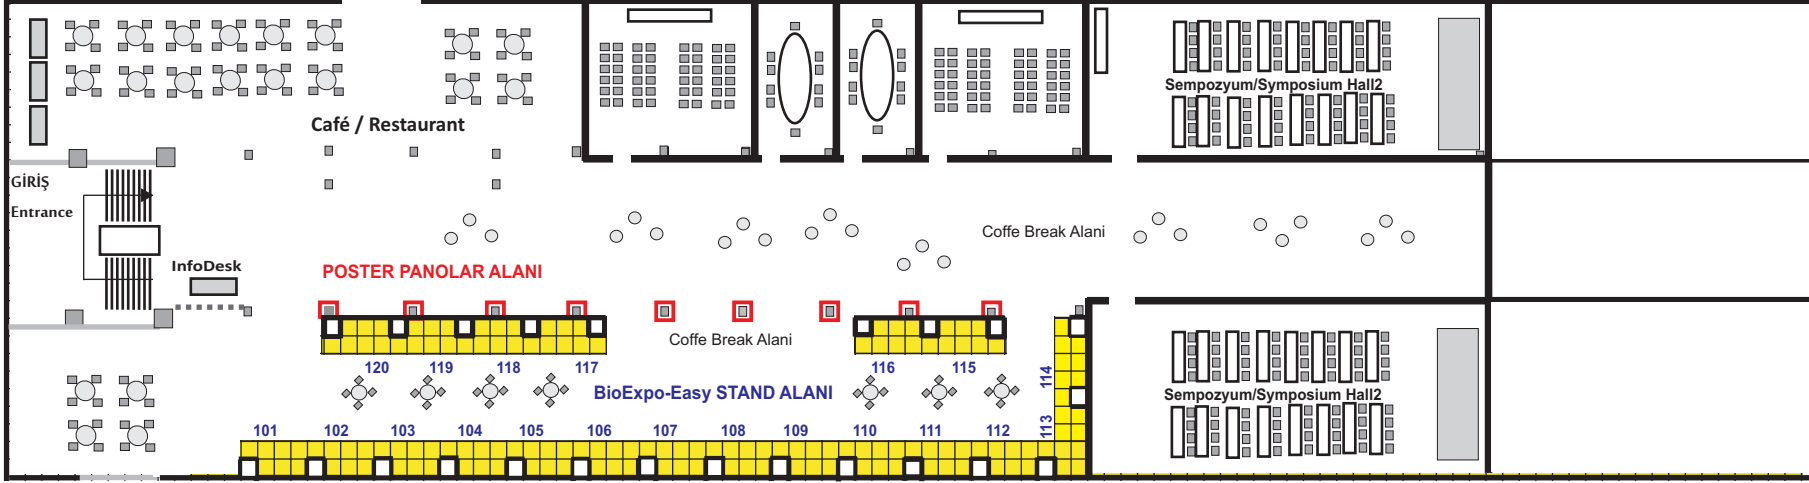 Sempozyum/Symposium Hall2
Café / Restaurant
GİRİŞ
Entrance
Coffe Break Alani
InfoDesk
POSTER PANOLAR ALANI
Coffe Break Alani
120
119
118
117
116
115
114
BioExpo-Easy STAND ALANI
Sempozyum/Symposium Hall2
101
102
103
104
105
106
107
108
109
110
111
112
113